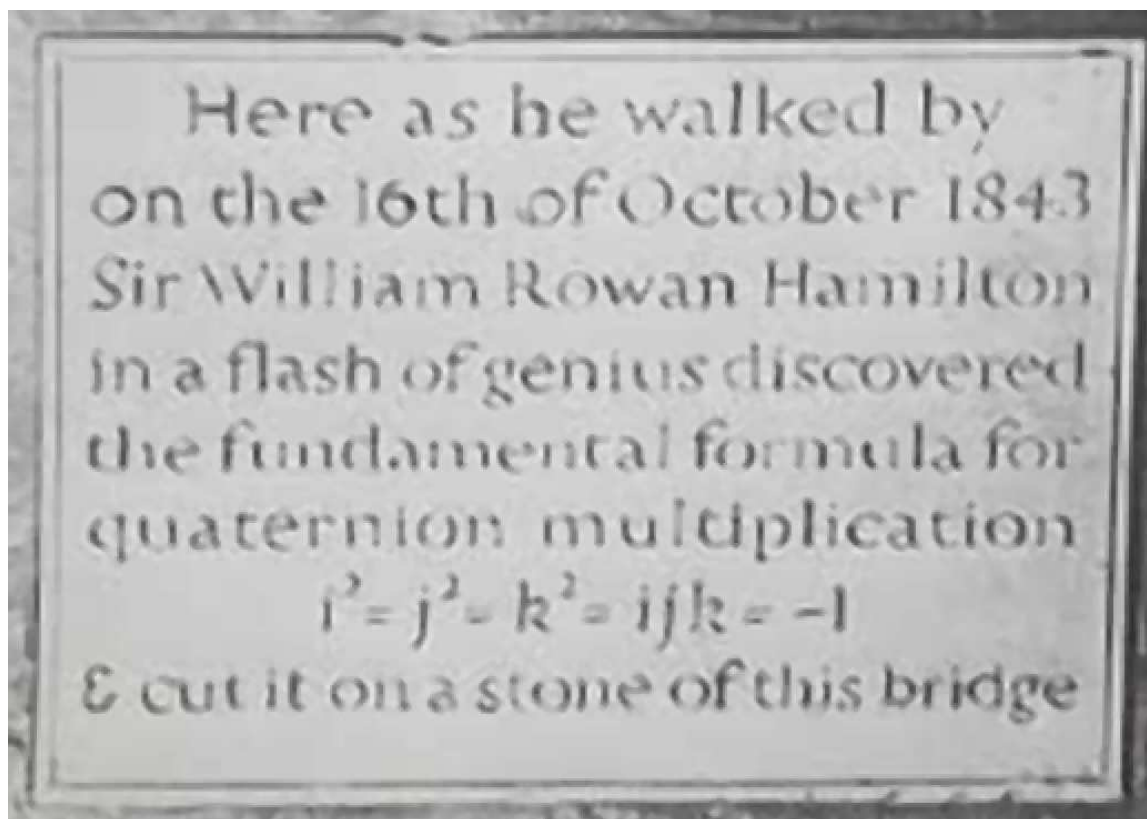 Here as he walked by
on the 16th of October 1843
Sir William Rowan Hamilton
in a flash of genius discovered
the fundamental formula for
quaternion multiplication
i² = j² = k² = ijk = -1
& cut it on a stone of this bridge